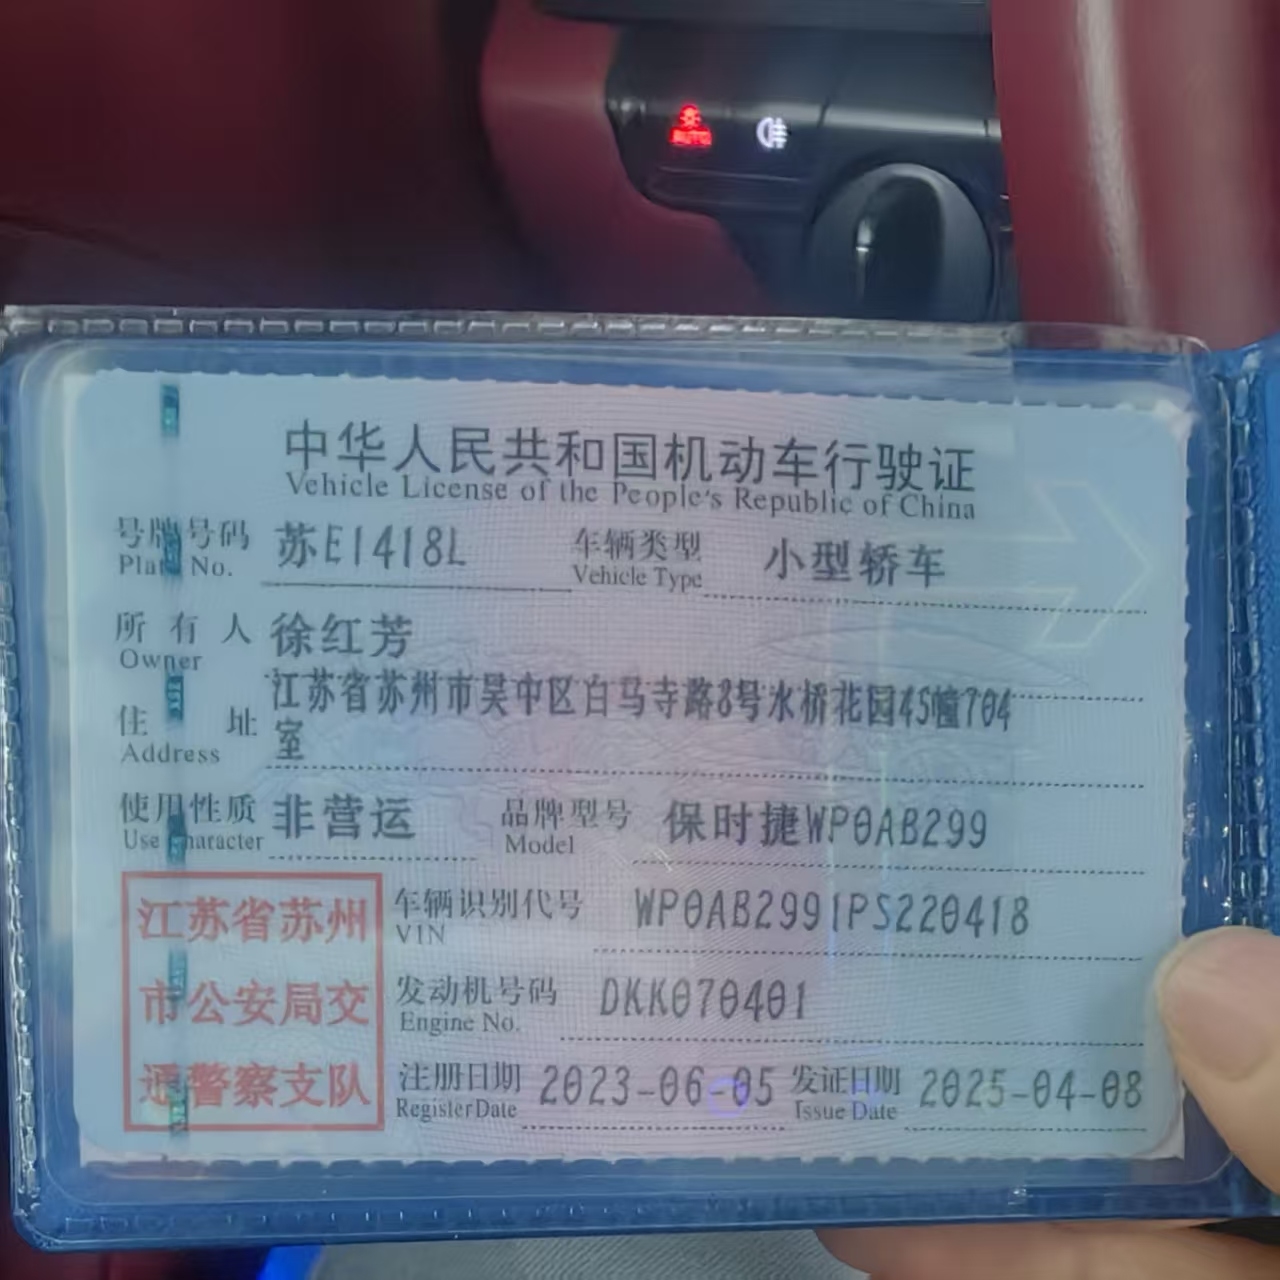 AUTO
中华人民共和国机动车行驶证
Vehicle License of the People's Republic of China
号牌号码 苏E1418L 车辆类型 小型轿车
Plate No. Vehicle Type
所有人 徐红芳
Owner
住址 江苏省苏州市吴中区白马寺路8号水桥花园45幢704
室
Address
使用性质 非营运 品牌型号 保时捷WP0AB299
Use Character Model
江苏省苏州
市公安局交
通警察支队
车辆识别代号 WP0AB2991PS220418
VIN
发动机号码 DKK070401
Engine No.
注册日期 2023-06-05 发证日期 2025-04-08
Register Date Issue Date